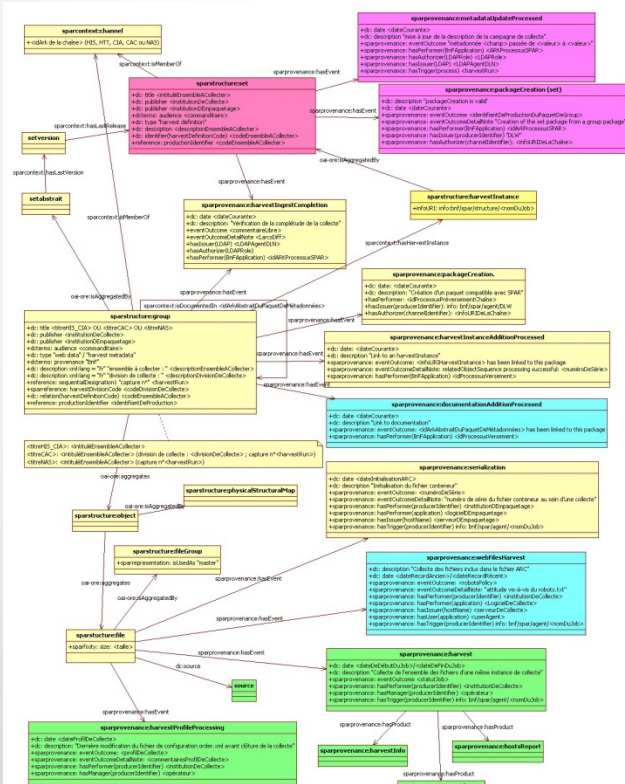 sparprovenance:metadataUpdateProcessed
+dc: date <dateCourante>
+dc: description "mise à jour de la description de la campagne de collecte"
+sparprovenance: eventOutcome "métadonnée <champ> passée de <valeur> à <valeur>"
+sparprovenance: hasPerformer(BnFApplication) <ARKProcessusSPAR>
+sparprovenance: hasAuthorizer(LDAPRole) <LDAPRole>
+sparprovenance: hasIssuer(LDAP) <LDAPAgentDLN>
+sparprovenance: hasTrigger(process) <harvestRun>
sparcontext:channel
+<idArk de la chaîne> (HIS, HTT, CIA, CAC ou NAS)
sparcontext:isMemberOf
sparprovenance:hasEvent
sparstructure:set
+dc: title <intituléEnsembleACollecter>
+dc: publisher <institutionDeCollecte>
+dc: publisher <institutionDEmpaquetage>
+dcterms: audience <commanditaire>
+dc: type "harvest definition"
+dc: description <descriptionEnsembleACollecter>
+dc: identifier(harvestDefinitionCode) <codeEnsembleACollecter>
+reference: productionIdentifier <codeEnsembleACollecter>
sparprovenance:hasEvent
sparprovenance:packageCreation (set)
+dc: description "packageCreation is valid"
+dc: date <dateCourante>
+sparprovenance: eventOutcome <identifiantDeProductionDuPaquetDeGroup>
+sparprovenance: eventOutcomeDetailNote "Creation of the set package from a group package"
+sparprovenance: hasPerformer(BnFApplication) <idArkProcessusSPAR>
+sparprovenance: hasIssuer(producerIdentifier) "DLW"
+sparprovenance: hasAuthorizer(channelIdentifier): <infoURIDeLaChaîne>
sparcontext:hasLastRelease
setversion
sparcontext:hasLastVersion
setabstrait
oai-ore:isAggregatedBy
sparprovenance:hasEvent
sparstructure:harvestInstance
+infoURI: info:bnf/spar/structure/<nomDuJob>
sparcontext:isMemberOf
sparprovenance:harvestIngestCompletion
+dc: date <dateCourante>
+dc: description: "Vérification de la complétude de la collecte"
+eventOutcome <commentaireLibre>
+eventOutcomeDetailNote <LarcsDiff>
+hasIssuer(LDAP) <LDAPAgentDLN>
+hasAuthorizer(LDAPRole)
+hasPerformer(BnFApplication) <idARKProcessusSPAR>
sparcontext:hasHarvestInstance
sparprovenance:hasEvent
oai-ore:isAggregatedBy
sparcontext:isDocumentedIn <idArkAbstraitDuPaquetDeMétadonnées>
sparprovenance:packageCreation.
+dc: date: <dateCourante>
+dc: description: "Création d'un paquet compatible avec SPAR"
+hasPerformer: <idProcessusPréversementChaîne>
+hasIssuer(producerIdentifier): info: bnf/spar/agent/DLW
+hasAuthorizer(channelIdentifier): <infoURIDeLaChaîne>
sparprovenance:hasEvent
sparstructure:group
+dc: title <titreHIS_CIA> OU <titreCAC> OU <titreNAS>
+dc: publisher <institutionDeCollecte>
+dc: publisher <institutionDEmpaquetage>
+dcterms: audience <commanditaire>
+dc: type "web data" / "harvest metadata"
+dcterms: provenance "BnF"
+dc: description: xml:lang = "fr" "ensemble à collecter : " <descriptionEnsembleACollecter>
+dc: description: xml:lang = "fr" "division de collecte : " <descriptionDivisionDeCollecte>
+reference: sequentialDesignation1 "capture n°" <harvestRun>
+sparreference: harvestDivisionCode <codeDivisionDeCollecte>
+dc: relation(harvestDefinitionCode) <codeEnsembleACollecter>
+reference: productionIdentifier <identifiantDeProduction>
sparprovenance:hasEvent
sparprovenance:harvestInstanceAdditionProcessed
+dc: date <dateCourante>
+dc: description "Link to an harvestInstance"
+sparprovenance: eventOutcome: <infoURIHarvestInstance> has been linked to this package
+sparprovenance: eventOutcomeDetailNote: relatedObjectSequence processing successful: <numéroDeSérie>
+sparprovenance: hasPerformer(BnFApplication): <idProcessusVersement>
sparprovenance:hasEvent
sparprovenance:documentationAdditionProcessed
+dc: date <dateCourante>
+dc: description "Link to documentation"
+sparprovenance: eventOutcome: <idArkAbstraitDuPaquetDeMétadonnées> has been linked to this package
+sparprovenance: hasPerformer(BnFApplication): <idProcessusVersement>
<titreHIS_CIA>: <intituléEnsembleACollecter>
<titreCAC>: <intituléEnsembleACollecter> (division de collecte : <divisionDeCollecte> ; capture n°<harvestRun>)
<titreNAS>: <intituléEnsembleACollecter> (capture n°<harvestRun>)
oai-ore:aggregates
sparstructure:physicalStructuralMap
oai-ore:isAggregatedBy
sparstructure:object
sparprovenance:serialization
+dc: date <dateInitialisationARC>
+dc: description "Initialisation du fichier conteneur"
+sparprovenance: eventOutcome: <numéroDeSérie>
+sparprovenance: eventOutcomeDetailNote: "numéro de série du fichier conteneur au sein d'une collecte"
+sparprovenance: hasPerformer(producerIdentifier) <institutionDEmpaquetage>
+sparprovenance: hasPerformer(application) <logicielDEmpaquetage>
+sparprovenance: hasIssuer(hostName) <serveurDEmpaquetage>
+sparprovenance: hasTrigger(producerIdentifier) info: bnf/spar/agent/<nomDuJob>
sparstructure:fileGroup
+sparrepresentation: isUsedAs "master"
oai-ore:aggregates
sparprovenance:hasEvent
oai-ore:isAggregatedBy
sparprovenance:webFilesHarvest
+dc: description "Collecte des fichiers inclus dans le fichier ARC"
+dc: date <dateRecordAncien>/<dateRecordRécent>
+sparprovenance: eventOutcome: <robotsPolicy>
+sparprovenance: eventOutcomeDetailNote: "attitude vis-à-vis du robots.txt"
+sparprovenance: hasPerformer(producerIdentifier) <institutionDeCollecte>
+sparprovenance: hasPerformer(application) <LogicielDeCollecte>
+sparprovenance: hasIssuer(hostName) <serveurDeCollecte>
+sparprovenance: hasUser(application) <userAgent>
+sparprovenance: hasTrigger(producerIdentifier) info: bnf/spar/agent/<nomDuJob>
sparprovenance:hasEvent
sparstucture:file
+sparfixity: size: <taille>
sparprovenance:hasEvent
dc:source
source
sparprovenance:harvest
+dc: date <dateDeDébutDuJob>/<dateDeFinDuJob>
+dc: description "Collecte de l'ensemble des fichiers d'une même instance de collecte"
+sparprovenance: eventOutcome <statutJob>
+sparprovenance: hasPerformer(producerIdentifier) <institutionDeCollecte>
+sparprovenance: hasManager(producerIdentifier) <opérateur>
+sparprovenance: hasTrigger(producerIdentifier) info: bnf/spar/agent/<nomDuJob>
sparprovenance:hasEvent
sparprovenance:hasProduct
sparprovenance:hasProduct
sparprovenance:harvestInfo
sparprovenance:hostsReport
sparprovenance:hasProduct
sparprovenance:harvestProfileProcessing
+dc: date <dateProfilDeCollecte>
+dc: description: "Dernière modification du fichier de configuration order.xml avant clôture de la collecte"
+sparprovenance: eventOutcome: <profilDeCollecte>
+sparprovenance: eventOutcomeDetailNote: <commentairesProfilDeCollecte>
+sparprovenance: hasPerformer(producerIdentifier) <institutionDeCollecte>
+sparprovenance: hasManager(producerIdentifier) <opérateur>